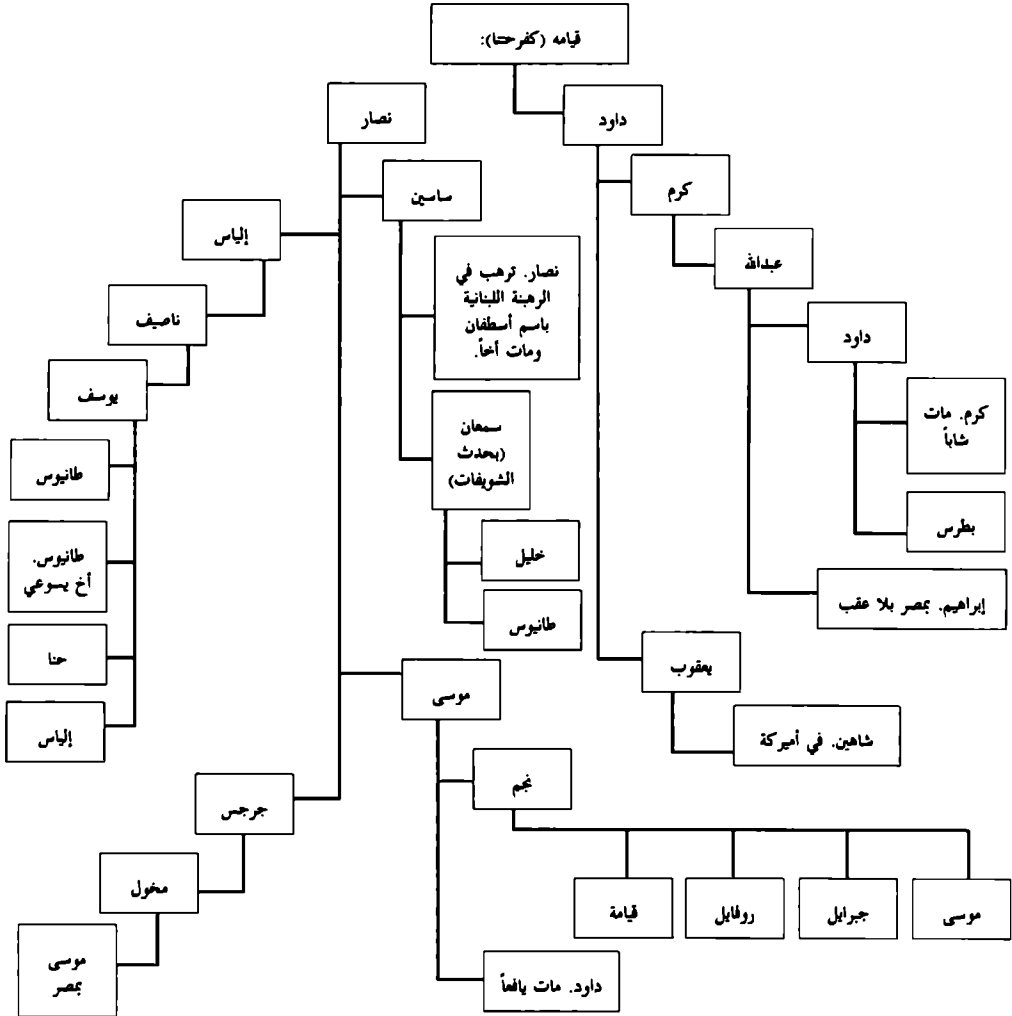 قيامه (كفرحتا):
داود
كرم
عبدالله
داود
كرم. مات
شاباً
بطرس
إبراهيم. بمصر بلا عقب
يعقوب
شاهين. في أميركة
نصار
ساسين
نصار. ترهب في
الرهبنة اللبنانية
باسم أسطفان
ومات أخاً.
سمعان
(بحدث
الشويفات)
خليل
طانيوس
إلياس
ناصيف
يوسف
طانيوس
طانيوس.
أخ يسوعي
حنا
إلياس
موسى
نجم
موسى
جبرايل
روفايل
قيامة
داود. مات يافعاً
جرجس
مخول
موسى
بمصر